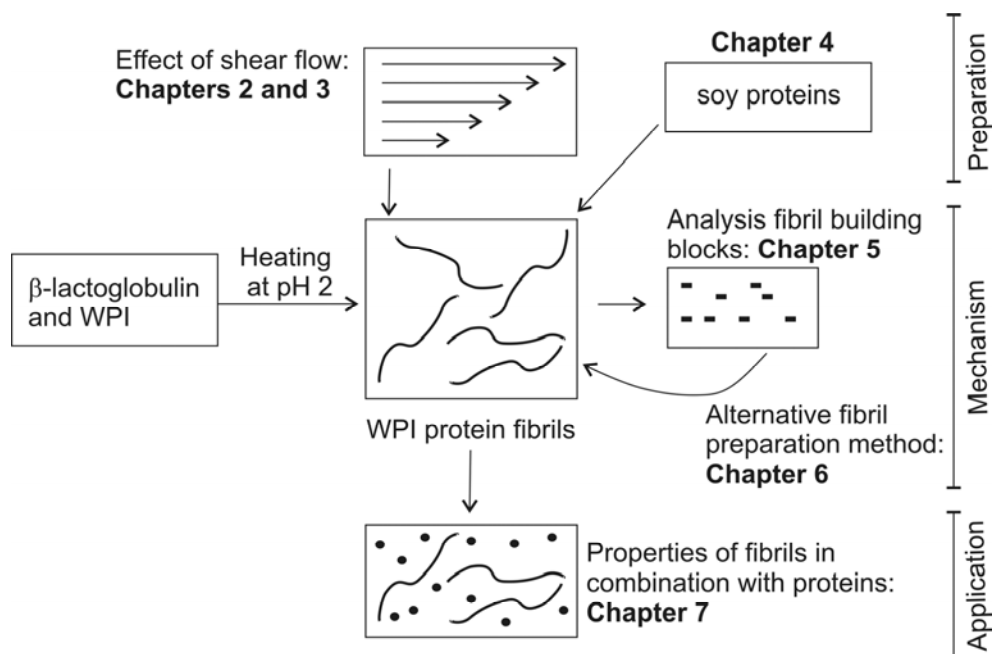 Effect of shear flow:
Chapters 2 and 3
Chapter 4
soy proteins
Preparation
β-lactoglobulin
and WPI
Heating
at pH 2
WPI protein fibrils
Analysis fibril building
blocks: Chapter 5
Alternative fibril
preparation method:
Chapter 6
Mechanism
Properties of fibrils in
combination with proteins:
Chapter 7
Application